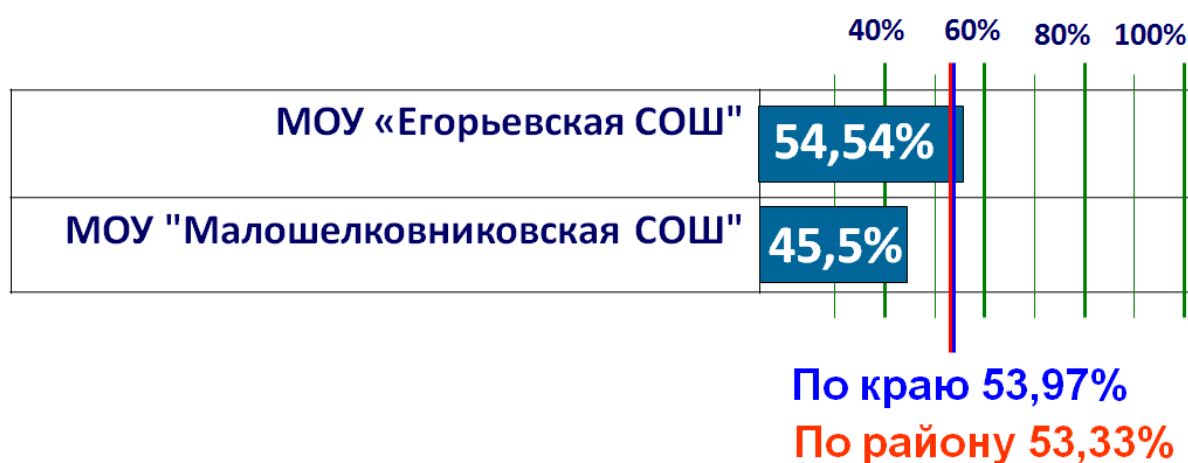 40% 60% 80% 100%
МОУ «Егорьевская СОШ"
54,54%
МОУ "Малошелковниковская СОШ"
45,5%
По краю 53,97%
По району 53,33%